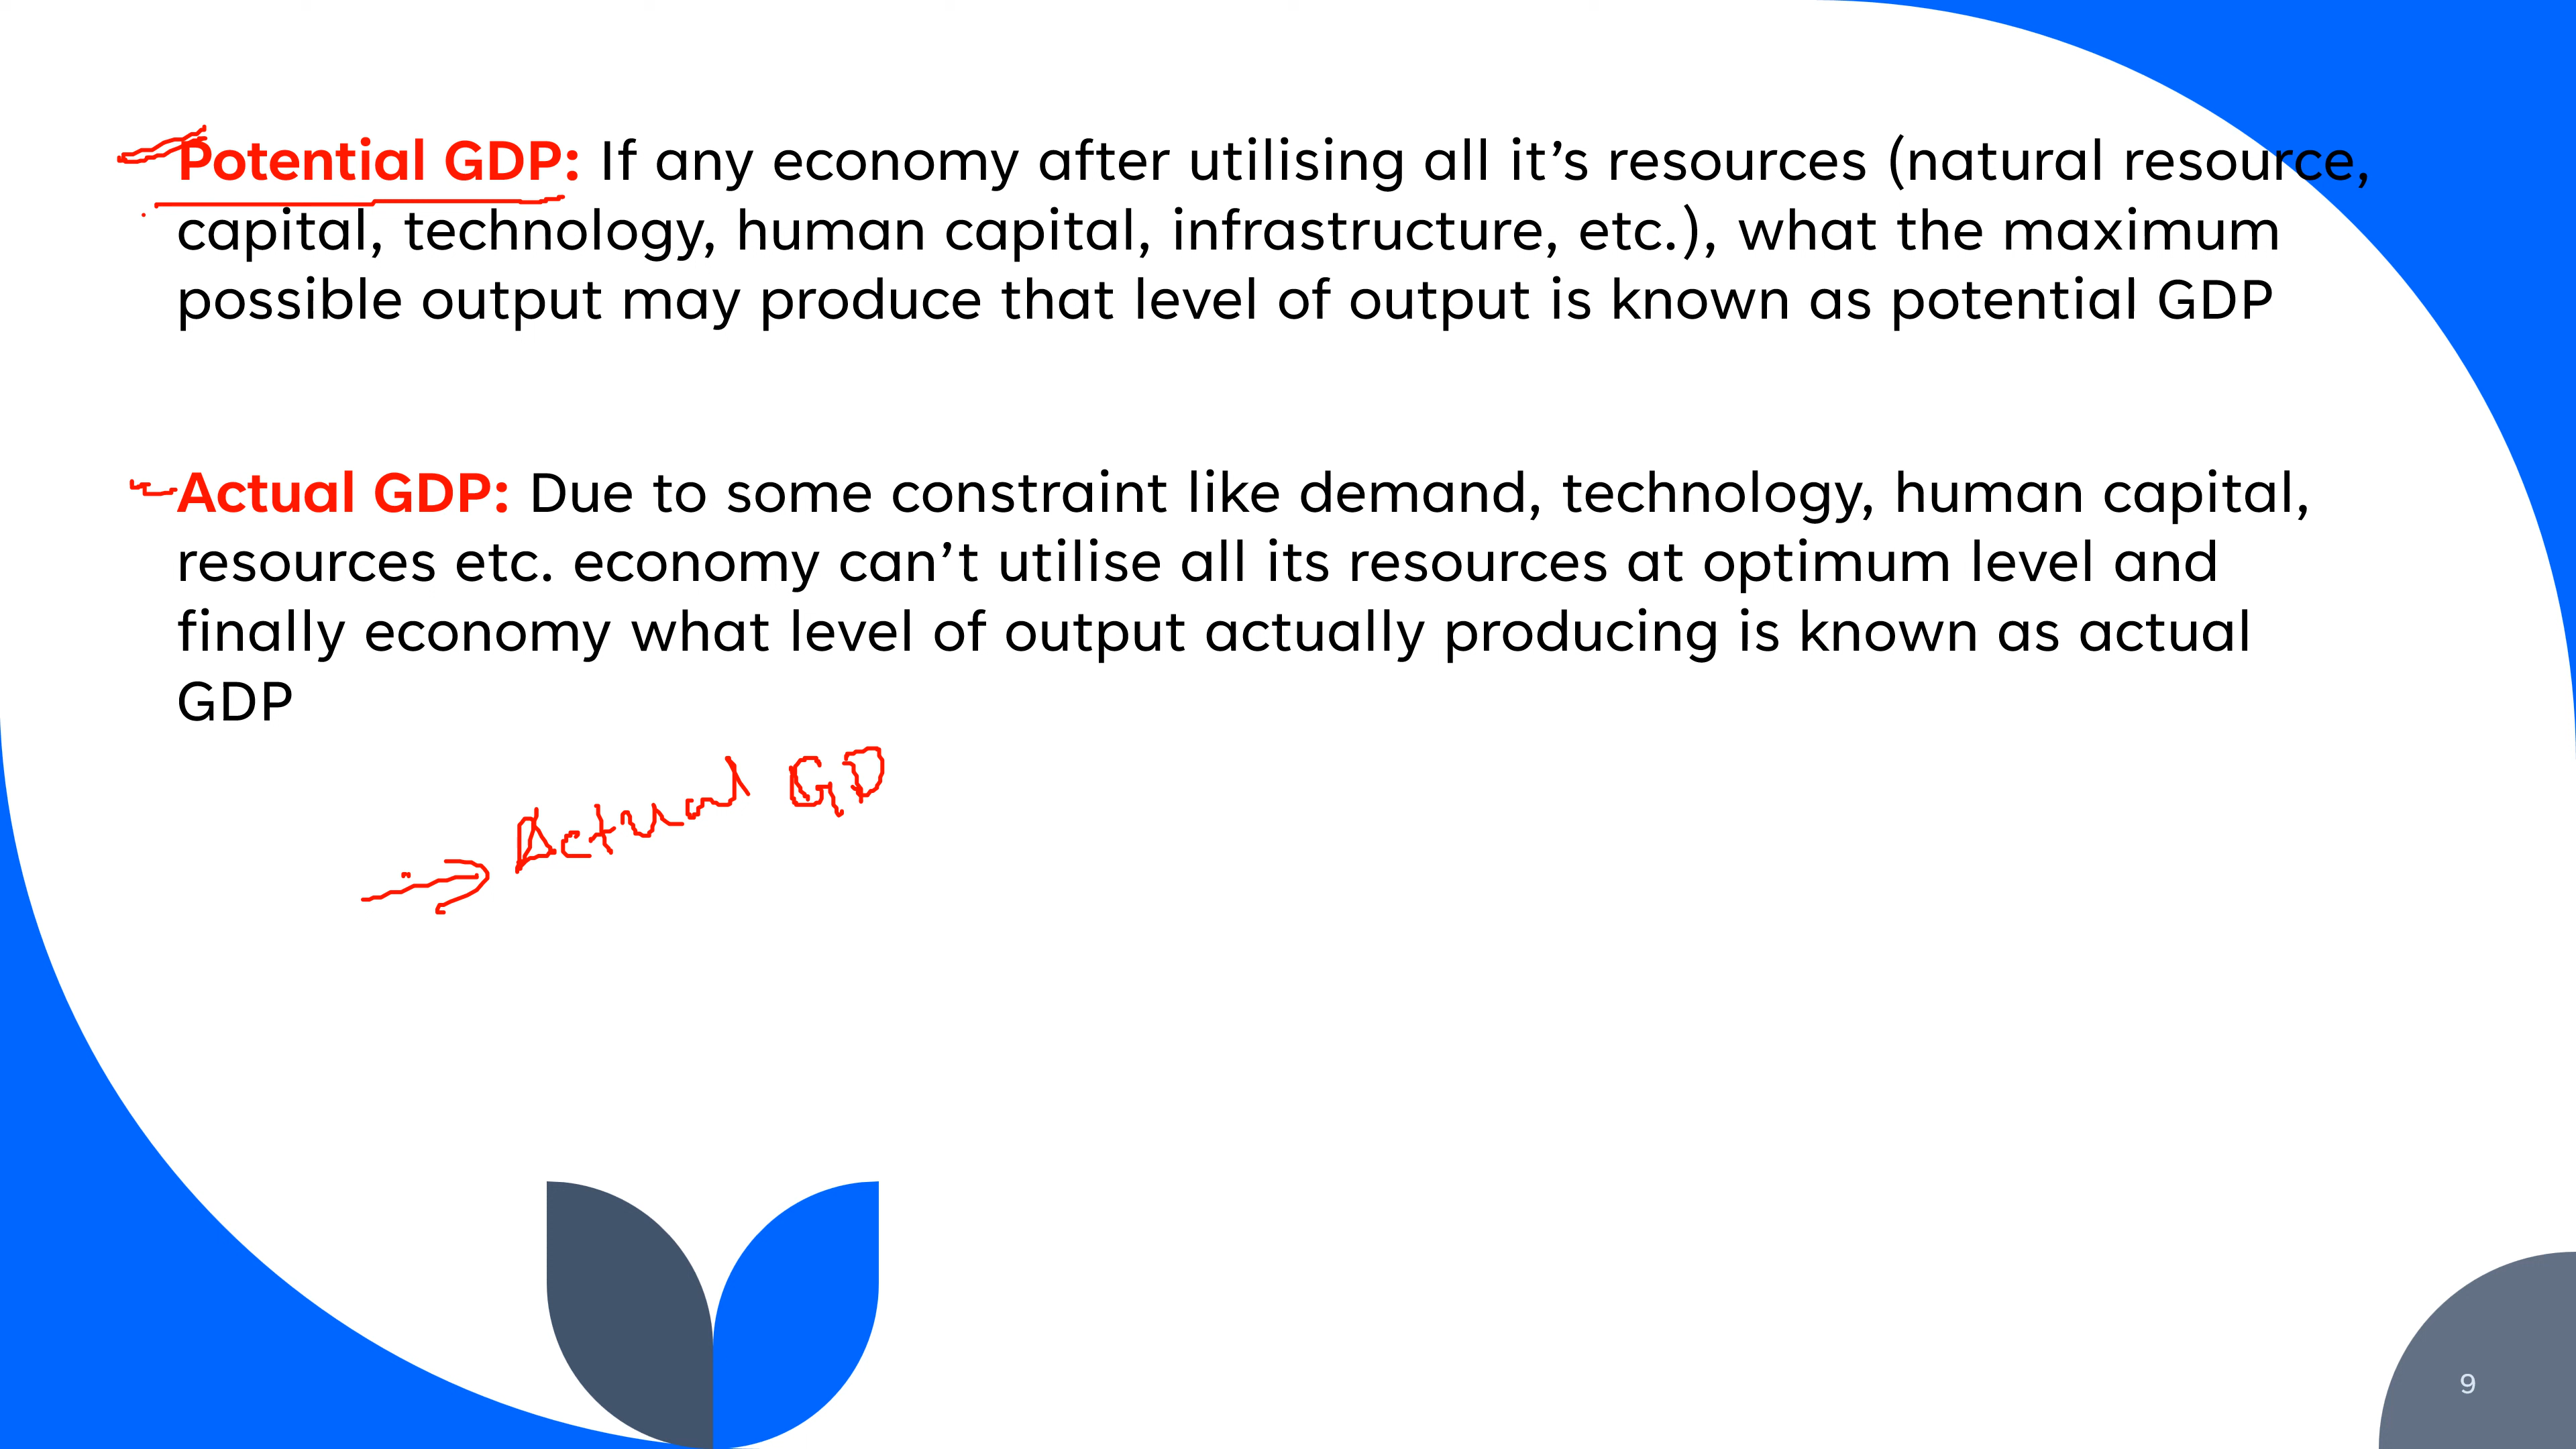 Potential GDP: If any economy after utilising all it’s resources (natural resource,
capital, technology, human capital, infrastructure, etc.), what the maximum
possible output may produce that level of output is known as potential GDP
Actual GDP: Due to some constraint like demand, technology, human capital,
resources etc. economy can’t utilise all its resources at optimum level and
finally economy what level of output actually producing is known as actual
GDP
Actual GD
9